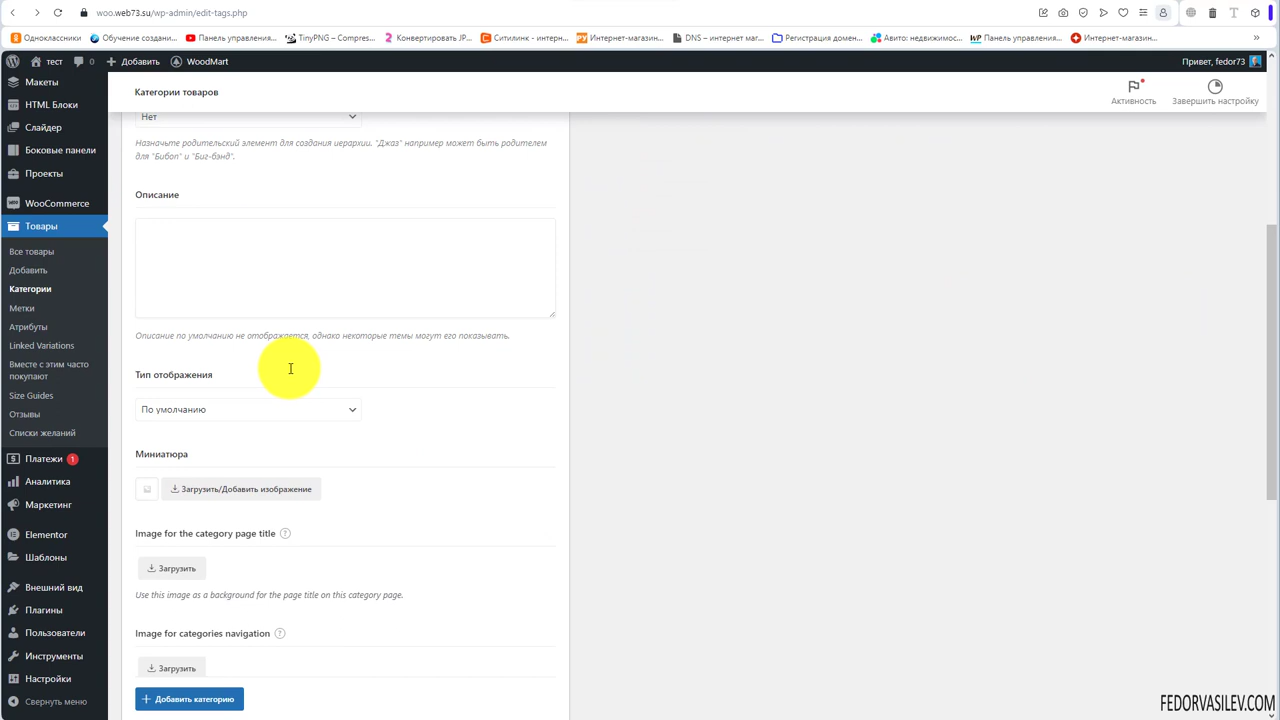 woo.web73.su/wp-admin/edit-tags.php
Одноклассники
Обучение создани...
Панель управления...
TinyPNG – Compres...
Конвертировать JP...
Ситилинк - интерн...
Интернет-магазин...
DNS – интернет маг...
Регистрация домен...
Авито: недвижимос...
Панель управления...
Интернет-магазин...
»
тест
0
Добавить
WoodMart
Привет, fedor73
Макеты
HTML Блоки
Слайдер
Боковые панели
Проекты
WooCommerce
Товары
Все товары
Добавить
Категории
Метки
Атрибуты
Linked Variations
Вместе с этим часто
покупают
Size Guides
Отзывы
Списки желаний
Платежи 1
Аналитика
Маркетинг
Elementor
Шаблоны
Внешний вид
Плагины
Пользователи
Инструменты
Настройки
Свернуть меню
Категории товаров
Активность
Завершить настройку
Нет
Назначьте родительский элемент для создания иерархии. "Джаз" например может быть родителем
для "Бибоп" и "Биг-бэнд".
Описание
Описание по умолчанию не отображается, однако некоторые темы могут его показывать.
Тип отображения
По умолчанию
Миниатюра
Загрузить/Добавить изображение
Image for the category page title ?
Загрузить
Use this image as a background for the page title on this category page.
Image for categories navigation ?
Загрузить
+ Добавить категорию
FEDORVASILEV.COM